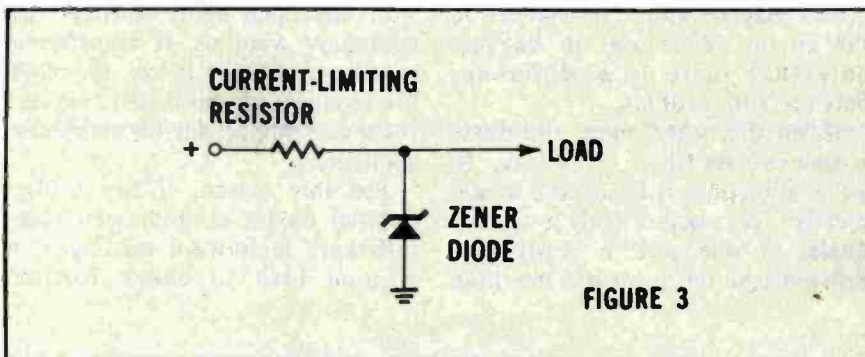 CURRENT-LIMITING
RESISTOR
+
LOAD
ZENER
DIODE
FIGURE 3